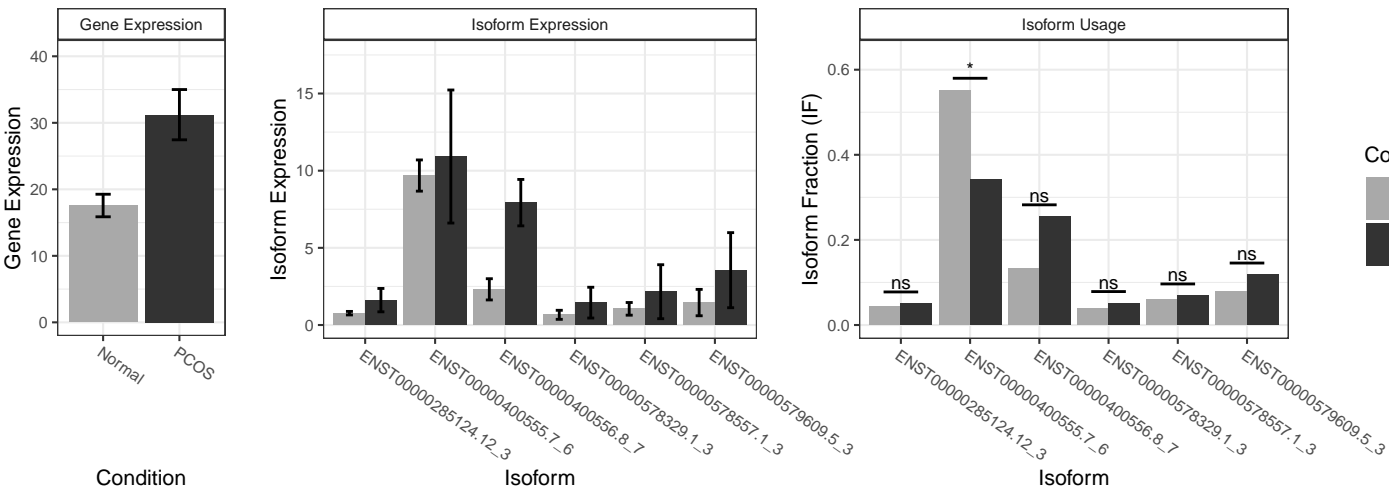 Gene Expression
Gene Expression
40
30
20
10
0
Normal
PCOS
Condition
Isoform Expression
Isoform Expression
15
10
5
0
ENST00000285124.12_3
ENST00000400555.7_6
ENST00000400556.8_7
ENST00000578329.1_3
ENST00000578557.1_3
ENST00000579609.5_3
Isoform
Isoform Usage
Isoform Fraction (IF)
0.6
0.4
0.2
0.0
ns
*
ns
ns
ns
ns
ENST00000285124.12_3
ENST00000400555.7_6
ENST00000400556.8_7
ENST00000578329.1_3
ENST00000578557.1_3
ENST00000579609.5_3
Isoform
Co